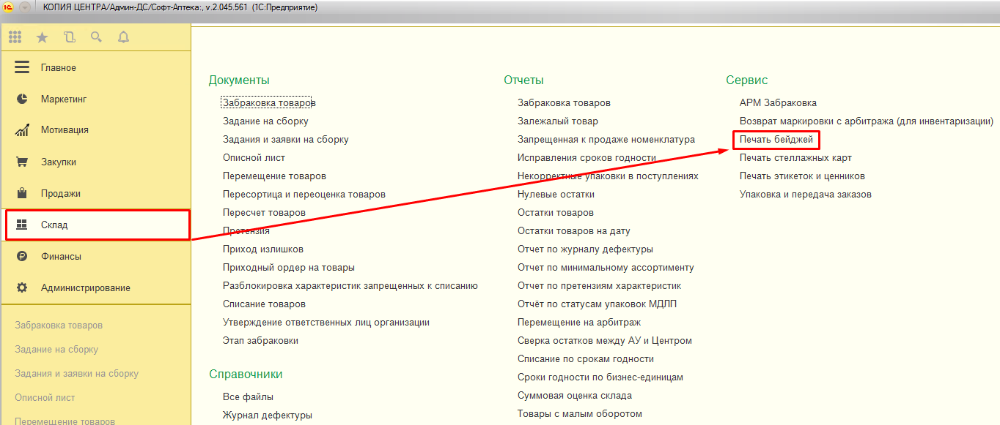 КОПИЯ ЦЕНТРА/Админ-ДС/Софт-Аптека:, v.2.045.561 (1С:Предприятие)
Главное
Маркетинг
Мотивация
Закупки
Продажи
Склад
Финансы
Администрирование
Забраковка товаров
Задание на сборку
Задания и заявки на сборку
Описной лист
Перемещение товаров
Документы
Забраковка товаров
Задание на сборку
Задания и заявки на сборку
Описной лист
Перемещение товаров
Пересортица и переоценка товаров
Пересчет товаров
Претензия
Приход излишков
Приходный ордер на товары
Разблокировка характеристик запрещенных к списанию
Списание товаров
Утверждение ответственных лиц организации
Этап забраковки
Справочники
Все файлы
Журнал дефектуры
Отчеты
Забраковка товаров
Залежалый товар
Запрещенная к продаже номенклатура
Исправления сроков годности
Некорректные упаковки в поступлениях
Нулевые остатки
Остатки товаров
Остатки товаров на дату
Отчет по журналу дефектуры
Отчет по минимальному ассортименту
Отчет по претензиям характеристик
Отчёт по статусам упаковок МДЛП
Перемещение на арбитраж
Сверка остатков между АУ и Центром
Списание по срокам годности
Сроки годности по бизнес-единицам
Суммовая оценка склада
Товары с малым оборотом
Сервис
АРМ Забраковка
Возврат маркировки с арбитража (для инвентаризации)
Печать бейджей
Печать стеллажных карт
Печать этикеток и ценников
Упаковка и передача заказов